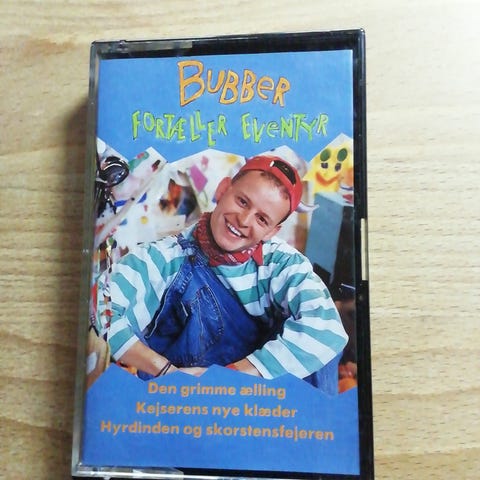 BUBBER
FORTÆLLER EVENTYR
Den grimme ælling
Kejserens nye klæder
Hyrdinden og skorstensfejeren